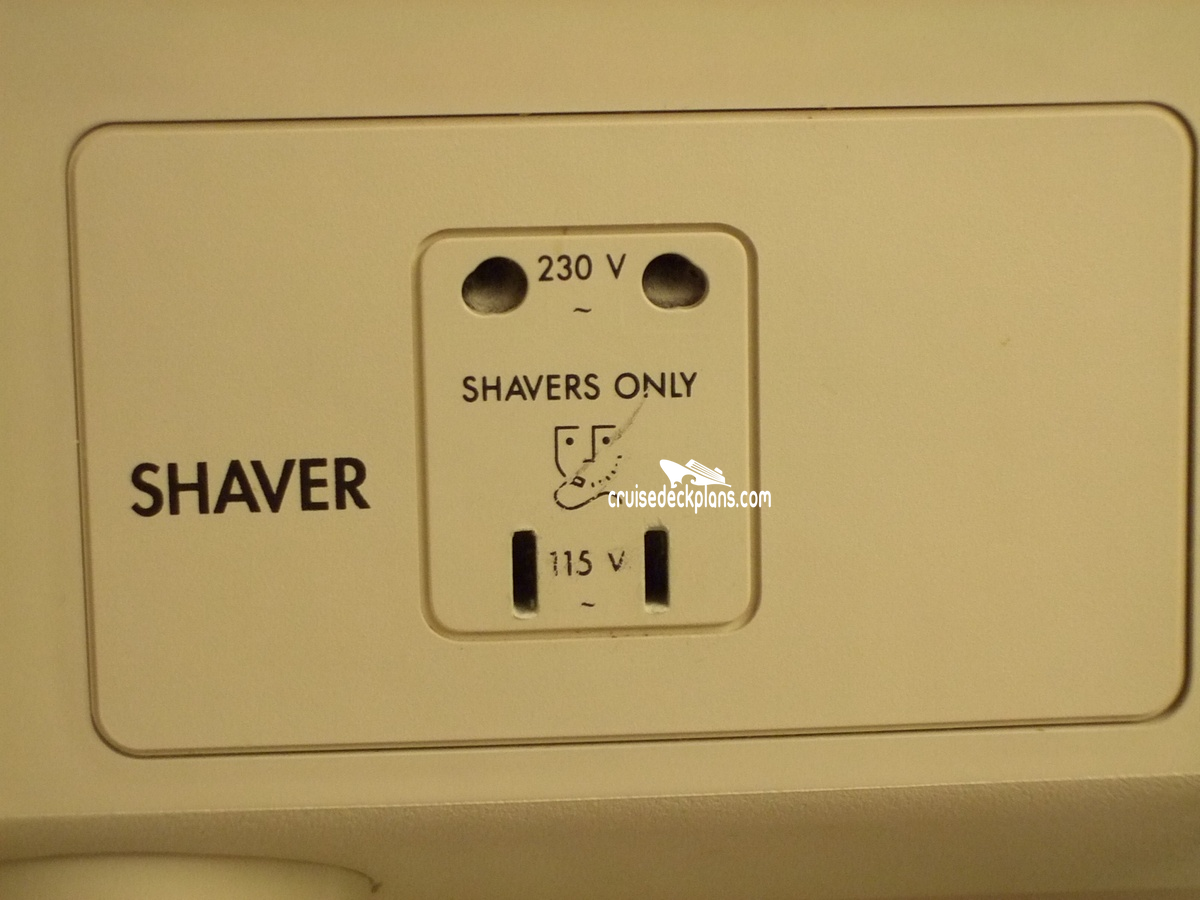 230 V
~
SHAVERS ONLY
SHAVER
cruisedeckplans.com
115 V
~